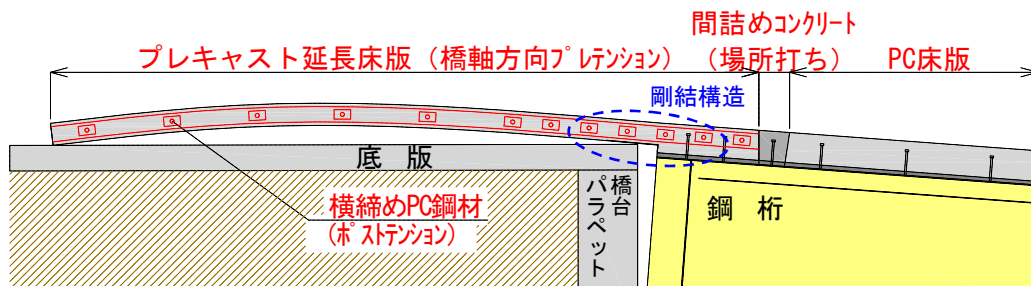 間詰めコンクリート
プレキャスト延長床版（橋軸方向プレテンション）
（場所打ち）
PC床版
剛結構造
底 版
橋台
パラペット
鋼 桁
横締めPC鋼材
(ポストテンション)